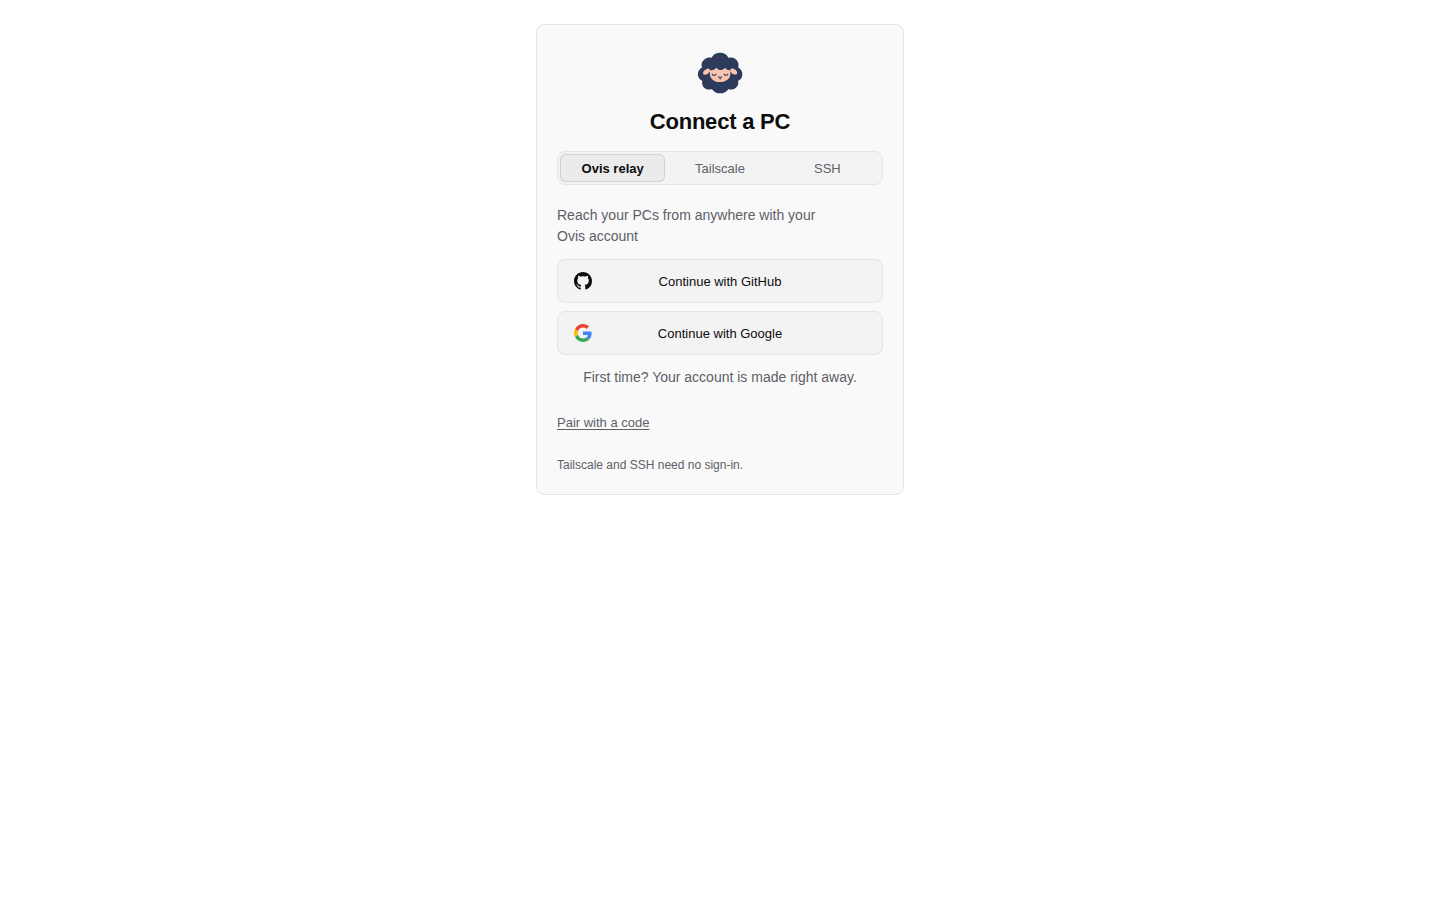 Connect a PC
Ovis relay
Tailscale
SSH
Reach your PCs from anywhere with your
Ovis account
Continue with GitHub
Continue with Google
First time? Your account is made right away.
Pair with a code
Tailscale and SSH need no sign-in.